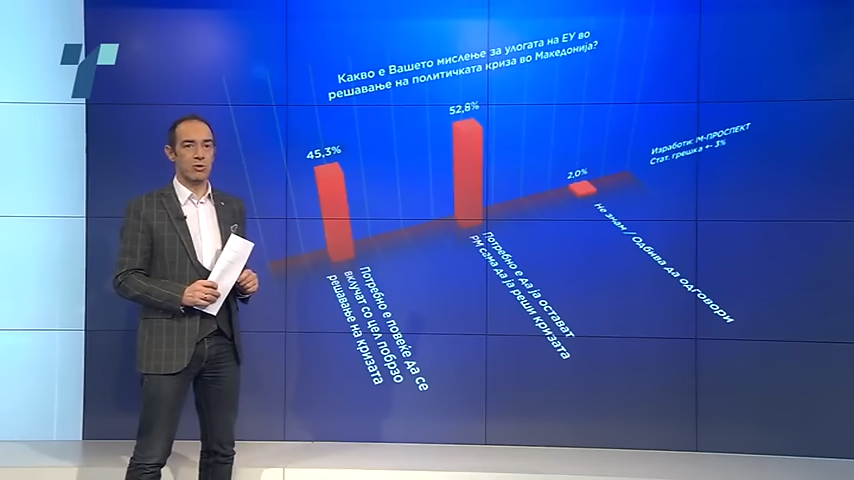 Какво е Вашето мислење за улогата на ЕУ во
решавање на политичката криза во Македонија?
45,3%
52,8%
2,0%
Изработи: М-ПРОСПЕКТ
Стат. грешка +- 3%
Потребно е повеќе да се
вклучат со цел побрзо
решавање на кризата
Потребно е да ја остават
РМ сама да ја реши кризата
Не знам / Одбива да одговори